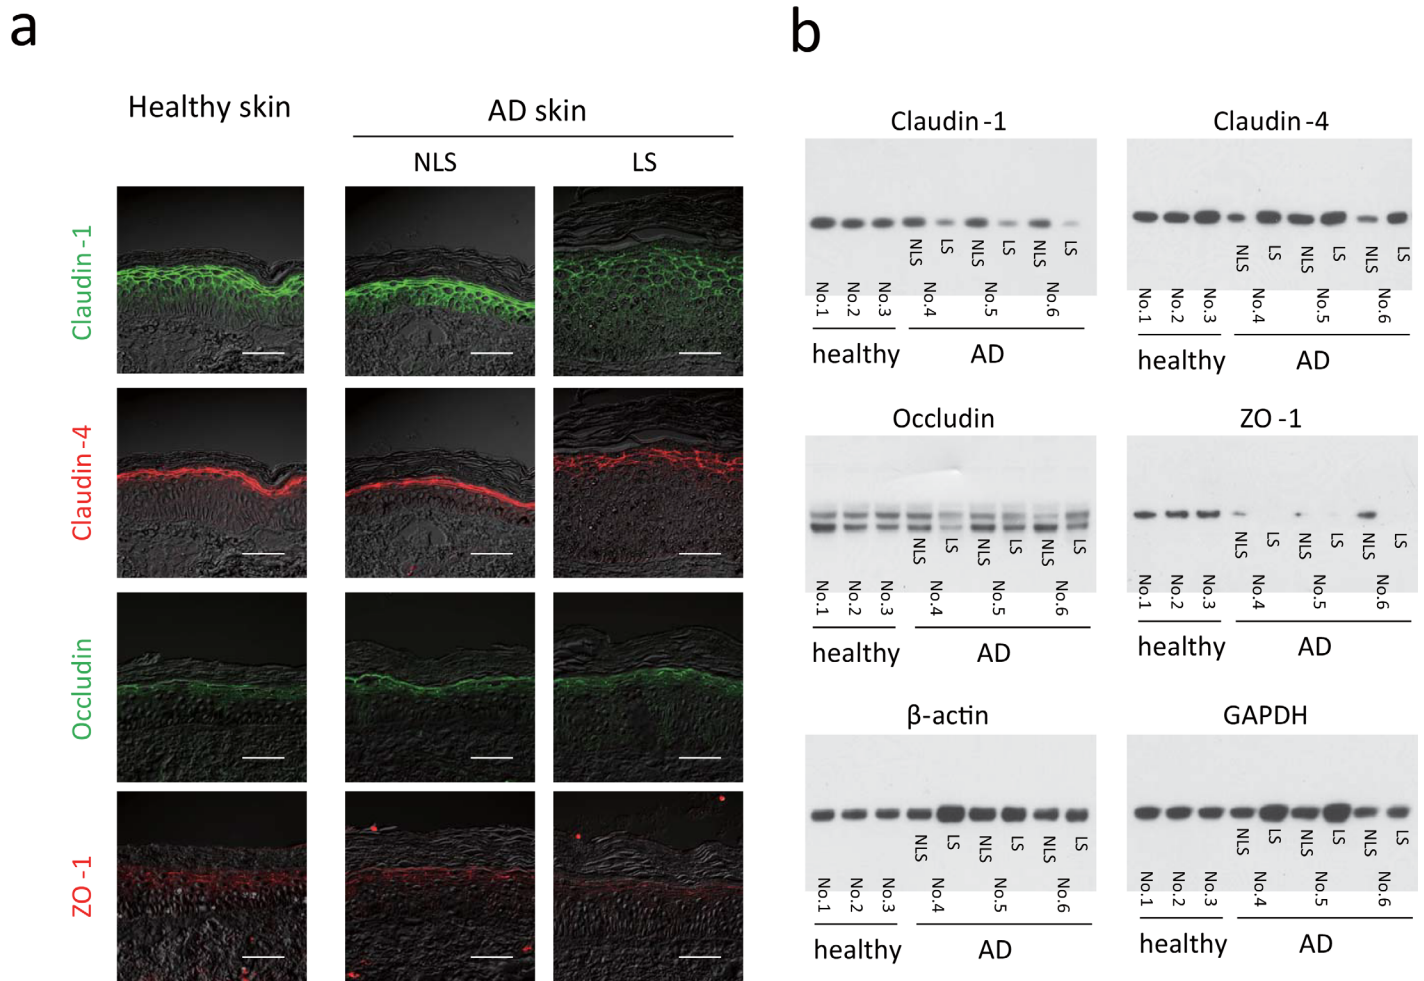 a
Healthy skin
AD skin
NLS
LS
Claudin-1
Claudin-4
Occludin
ZO-1
b
Claudin-1
NLS
LS
NLS
LS
NLS
LS
No.1
No.2
No.3
No.4
No.5
No.6
healthy
AD
Claudin-4
NLS
LS
NLS
LS
NLS
LS
No.1
No.2
No.3
No.4
No.5
No.6
healthy
AD
Occludin
NLS
LS
NLS
LS
NLS
LS
No.1
No.2
No.3
No.4
No.5
No.6
healthy
AD
ZO-1
NLS
LS
NLS
LS
NLS
LS
No.1
No.2
No.3
No.4
No.5
No.6
healthy
AD
β-actin
NLS
LS
NLS
LS
NLS
LS
No.1
No.2
No.3
No.4
No.5
No.6
healthy
AD
GAPDH
NLS
LS
NLS
LS
NLS
LS
No.1
No.2
No.3
No.4
No.5
No.6
healthy
AD